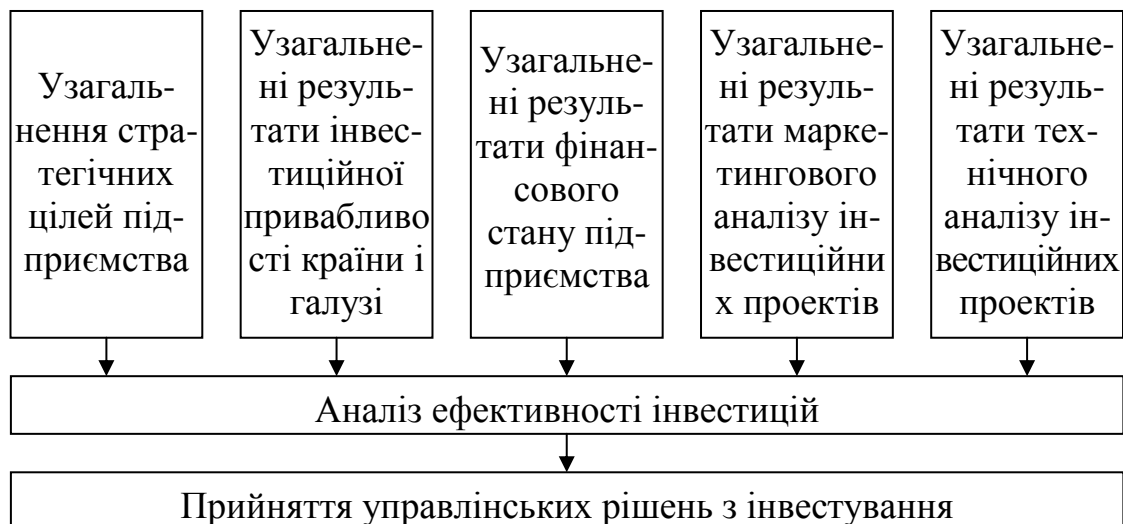 Узагаль-
нення стра-
тегічних
цілей під-
приємства
Узагальне-
ні резуль-
тати інвес-
тиційної
привабливо
сті країни і
галузі
Узагальне-
ні резуль-
тати фінан-
сового
стану під-
приємства
Узагальне-
ні резуль-
тати марке-
тингового
аналізу ін-
вестиційни
х проектів
Узагальне-
ні резуль-
тати тех-
нічного
аналізу ін-
вестиційних
проектів
Аналіз ефективності інвестицій
Прийняття управлінських рішень з інвестування